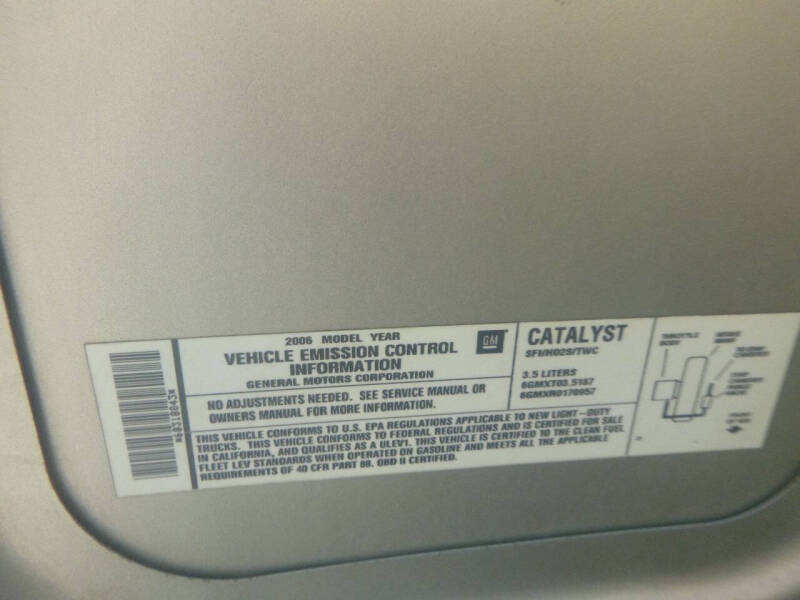 2006 MODEL YEAR
VEHICLE EMISSION CONTROL
INFORMATION
GENERAL MOTORS CORPORATION
GM
NO ADJUSTMENTS NEEDED. SEE SERVICE MANUAL OR
OWNERS MANUAL FOR MORE INFORMATION.
CATALYST
SFI/HO2S/TWC
3.5 LITERS
6GMXT03.5187
6GMXR0170957
THROTTLE
BODY
THIS VEHICLE CONFORMS TO U.S. EPA REGULATIONS APPLICABLE TO NEW LIGHT-DUTY
TRUCKS. THIS VEHICLE CONFORMS TO FEDERAL REGULATIONS AND IS CERTIFIED FOR SALE
IN CALIFORNIA, AND QUALIFIES AS A ULEV1. THIS VEHICLE IS CERTIFIED TO THE CLEAN FUEL
FLEET LEV STANDARDS WHEN OPERATED ON GASOLINE AND MEETS ALL THE APPLICABLE
REQUIREMENTS OF 40 CFR PART 88. OBD II CERTIFIED.